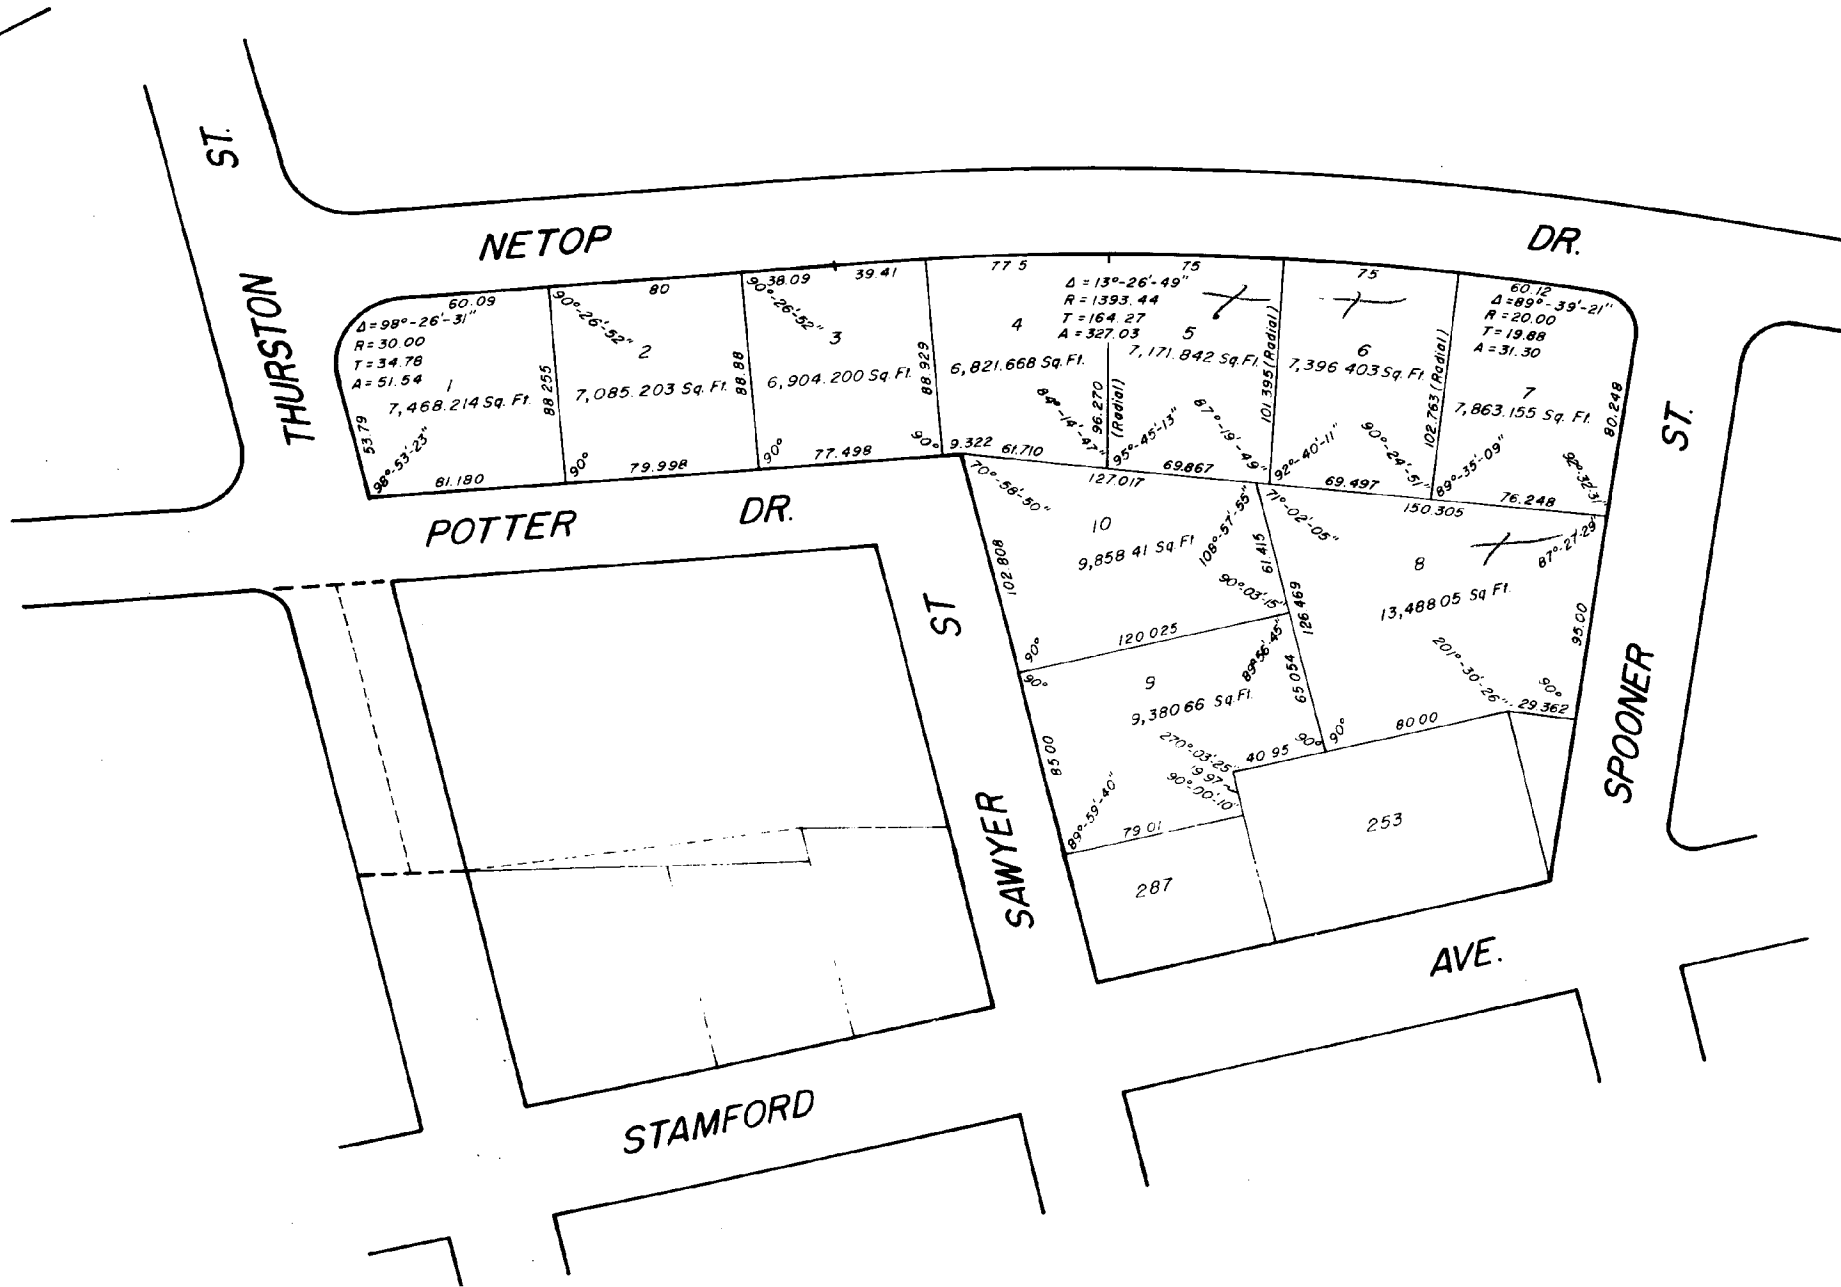 ST.
NETOP
DR.
THURSTON
60.09
Δ = 98°-26'-31"
R = 30.00
T = 34.78
A = 51.54
1
7,468.214 Sq. Ft.
53.79
98°-53'-23"
81.180
88.255
90°-26'-52"
80
2
7,085.203 Sq. Ft.
90°
79.998
88.88
90°-26'-52"
38.09
39.41
3
6,904.200 Sq. Ft.
90°
77.498
90°
88.929
77.5
4
6,821.668 Sq. Ft.
9.322
61.710
84°-14'-47"
96.270
(Radial)
Δ = 13°-26'-49"
R = 1393.44
T = 164.27
A = 327.03
75
5
7,171.842 Sq. Ft.
95°-45'-13"
69.867
87°-19'-49"
101.395 (Radial)
75
6
7,396 403 Sq. Ft.
92°-40'-11"
69.497
90°-24'-51"
102.763 (Radial)
60.12
Δ = 89°-39'-21"
R = 20.00
T = 19.88
A = 31.30
7
7,863.155 Sq. Ft.
89°-35'-09"
76.248
92°-32'-31"
80.248
ST.
POTTER
DR.
127.017
150.305
70°-58'-50"
10
9,858 41 Sq. Ft
108°-57'-55"
102.808
90°-03'-15"
61.415
71°-02'-05"
126.469
8
13,488 05 Sq Ft.
87°-27'-29"
95.00
201°-30'-26"
90°
29.362
120 025
90°
90°
89°-56'-45"
65 054
9
9,380 66 Sq. Ft.
85 00
270°-03'-25"
19 97
90°-00'-10"
40 95
90°
90°
80 00
89°-59'-40"
79 01
253
287
ST
SAWYER
SPOONER
AVE.
STAMFORD